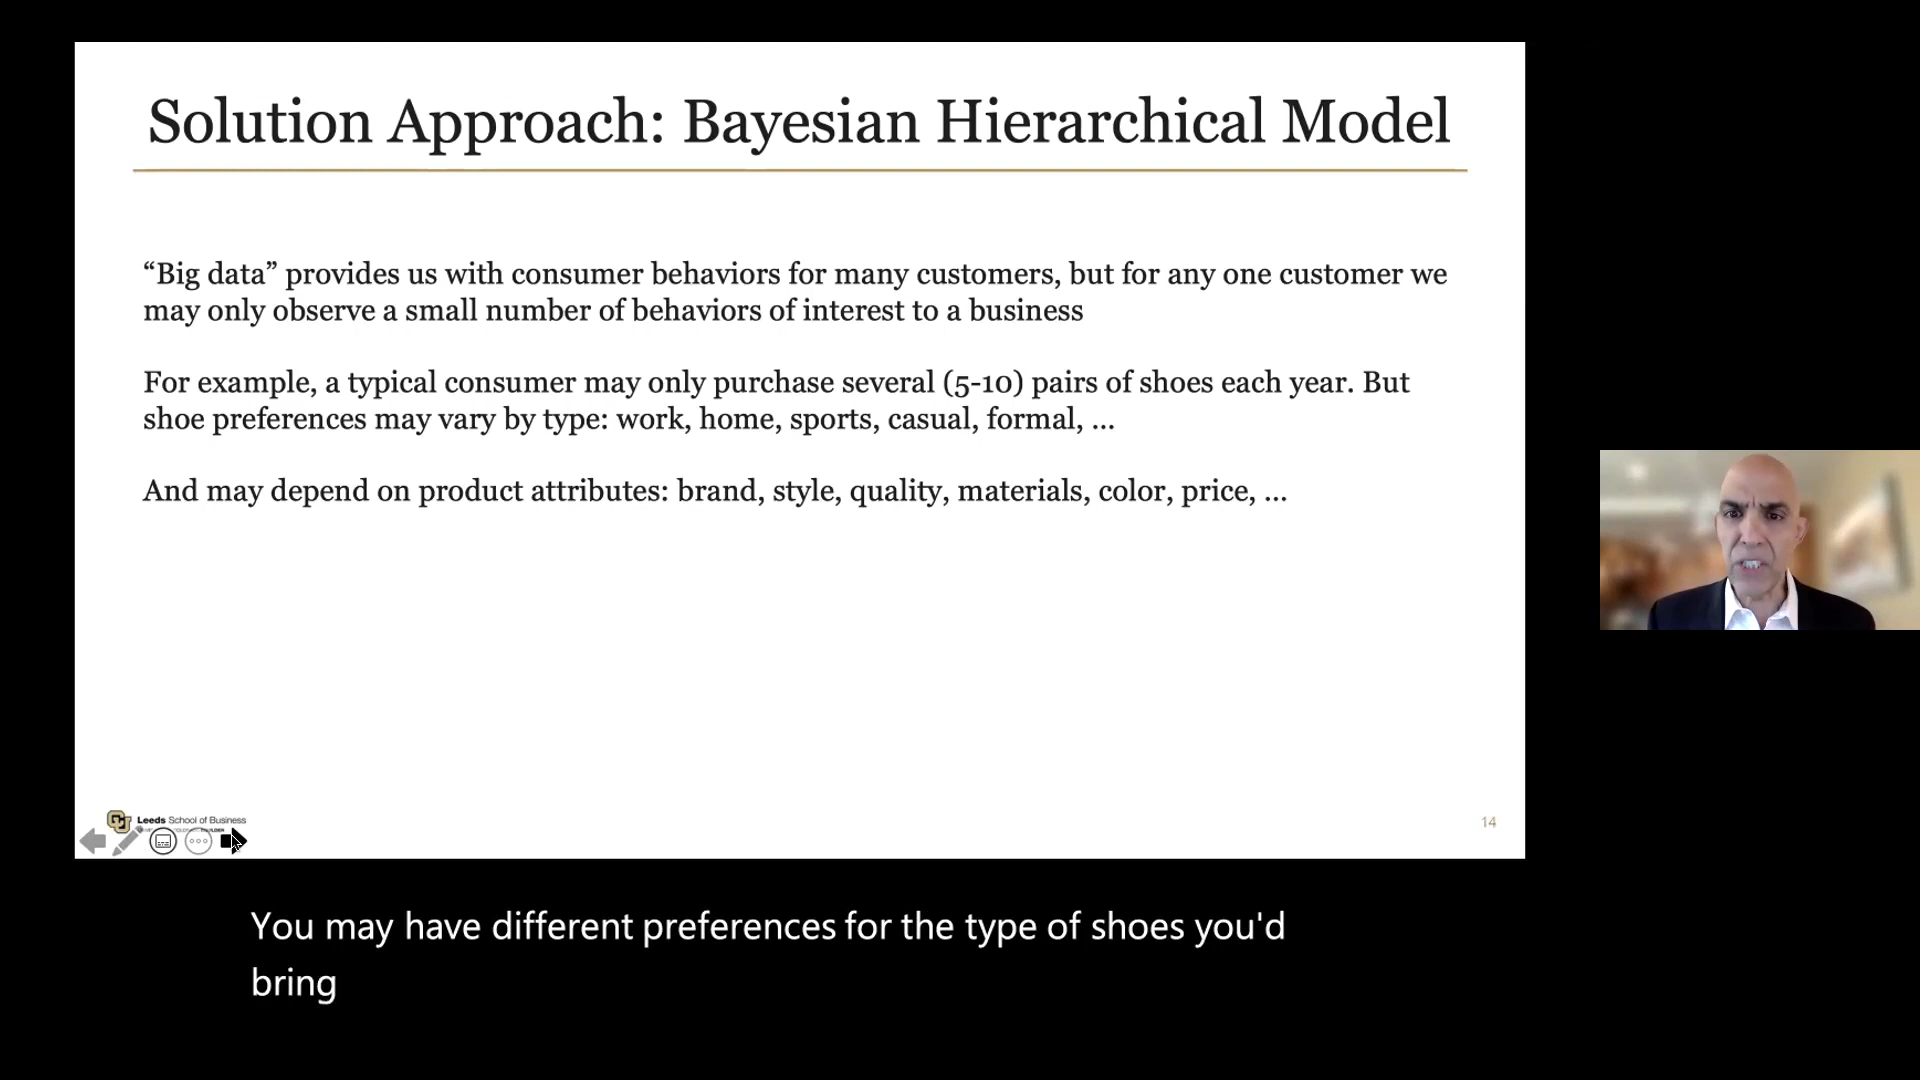 Solution Approach: Bayesian Hierarchical Model
“Big data” provides us with consumer behaviors for many customers, but for any one customer we
may only observe a small number of behaviors of interest to a business
For example, a typical consumer may only purchase several (5-10) pairs of shoes each year. But
shoe preferences may vary by type: work, home, sports, casual, formal, ...
And may depend on product attributes: brand, style, quality, materials, color, price, ...
Leeds School of Business
14
You may have different preferences for the type of shoes you'd
bring